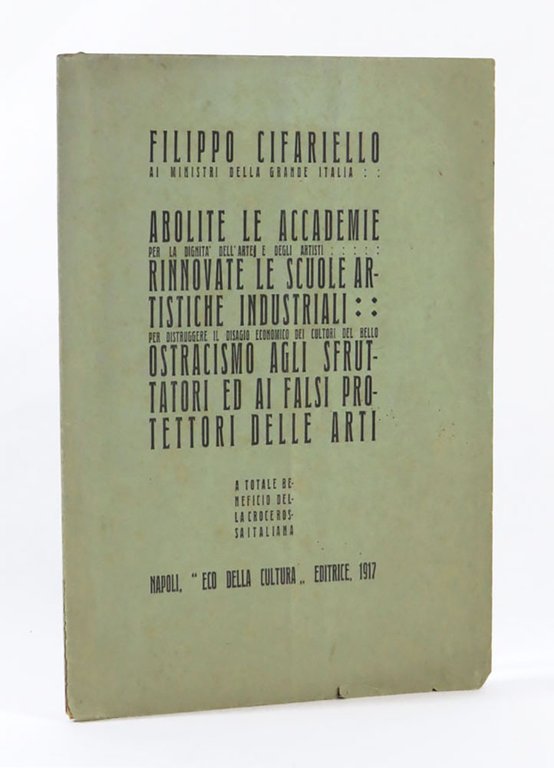 FILIPPO CIFARIELLO
AI MINISTRI DELLA GRANDE ITALIA : :
ABOLITE LE ACCADEMIE
PER LA DIGNITA' DELL'ARTE E DEGLI ARTISTI : : : : : :
RINNOVATE LE SCUOLE AR-
TISTICHE INDUSTRIALI : :
PER DISTRUGGERE IL DISAGIO ECONOMICO DEI CULTORI DEL BELLO
OSTRACISMO AGLI SFRUT-
TATORI ED AI FALSI PRO-
TETTORI DELLE ARTI
A TOTALE BE-
NEFICIO DEL-
LA CROCE ROS-
SA ITALIANA
NAPOLI, “ ECO DELLA CULTURA „ EDITRICE, 1917